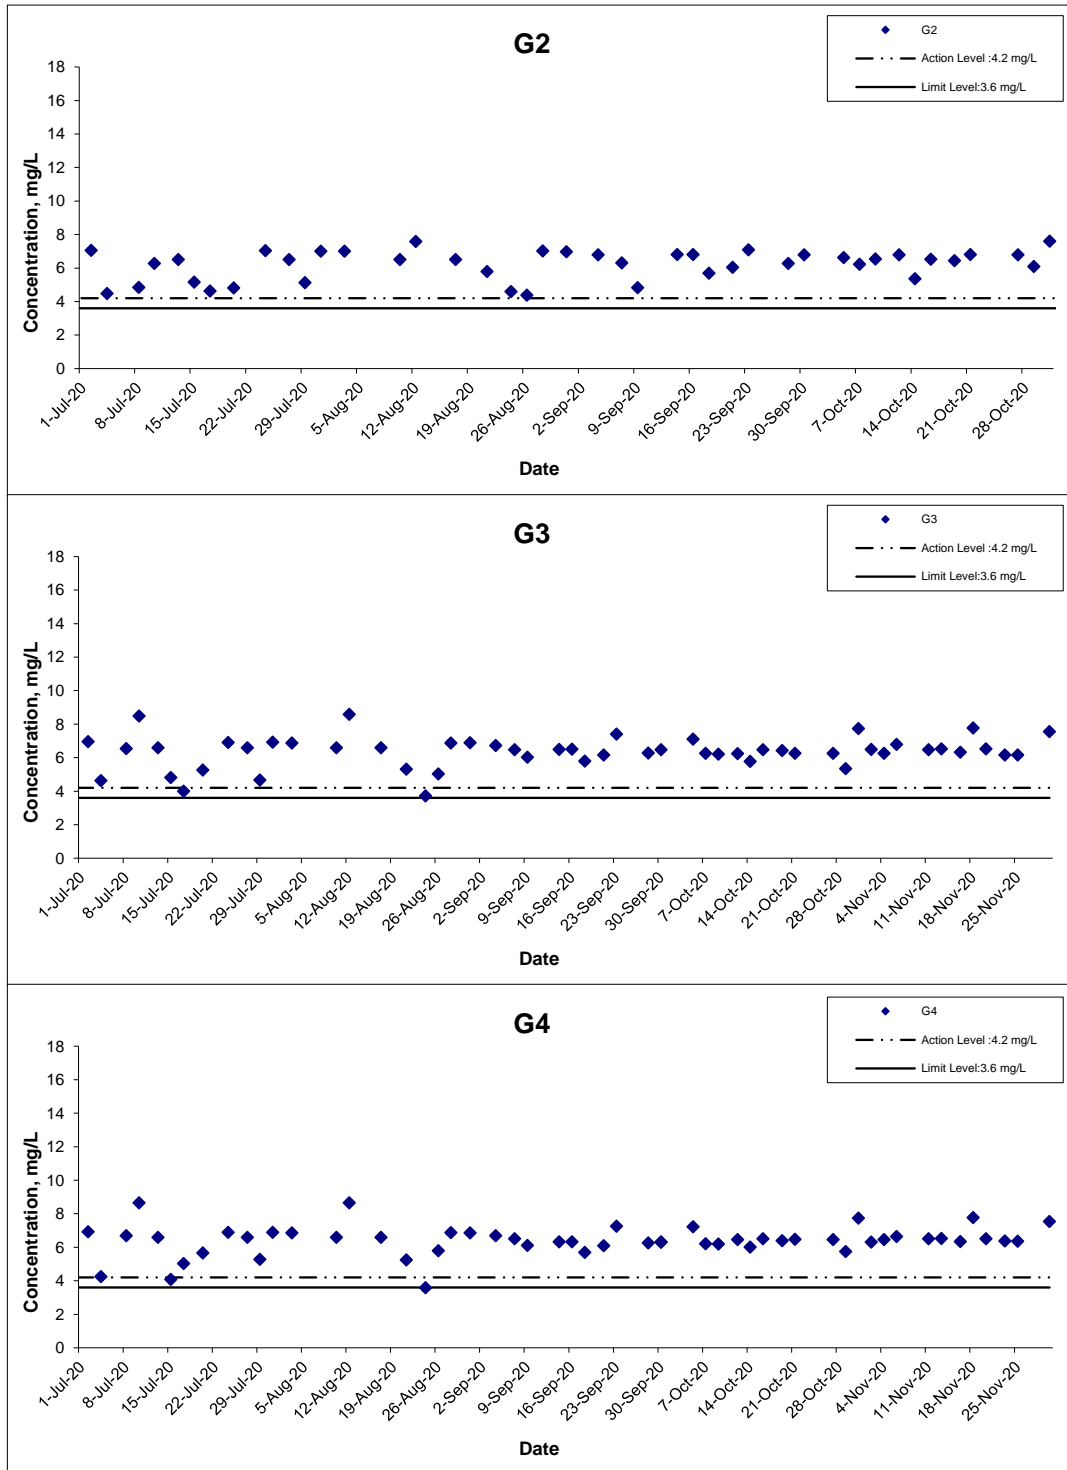 G2
G2
Action Level :4.2 mg/L
Limit Level:3.6 mg/L
Concentration, mg/L
18
16
14
12
10
8
6
4
2
0
1-Jul-20
8-Jul-20
15-Jul-20
22-Jul-20
29-Jul-20
5-Aug-20
12-Aug-20
19-Aug-20
26-Aug-20
2-Sep-20
9-Sep-20
16-Sep-20
23-Sep-20
30-Sep-20
7-Oct-20
14-Oct-20
21-Oct-20
28-Oct-20
Date
G3
G3
Action Level :4.2 mg/L
Limit Level:3.6 mg/L
Concentration, mg/L
18
16
14
12
10
8
6
4
2
0
1-Jul-20
8-Jul-20
15-Jul-20
22-Jul-20
29-Jul-20
5-Aug-20
12-Aug-20
19-Aug-20
26-Aug-20
2-Sep-20
9-Sep-20
16-Sep-20
23-Sep-20
30-Sep-20
7-Oct-20
14-Oct-20
21-Oct-20
28-Oct-20
4-Nov-20
11-Nov-20
18-Nov-20
25-Nov-20
Date
G4
G4
Action Level :4.2 mg/L
Limit Level:3.6 mg/L
Concentration, mg/L
18
16
14
12
10
8
6
4
2
0
1-Jul-20
8-Jul-20
15-Jul-20
22-Jul-20
29-Jul-20
5-Aug-20
12-Aug-20
19-Aug-20
26-Aug-20
2-Sep-20
9-Sep-20
16-Sep-20
23-Sep-20
30-Sep-20
7-Oct-20
14-Oct-20
21-Oct-20
28-Oct-20
4-Nov-20
11-Nov-20
18-Nov-20
25-Nov-20
Date